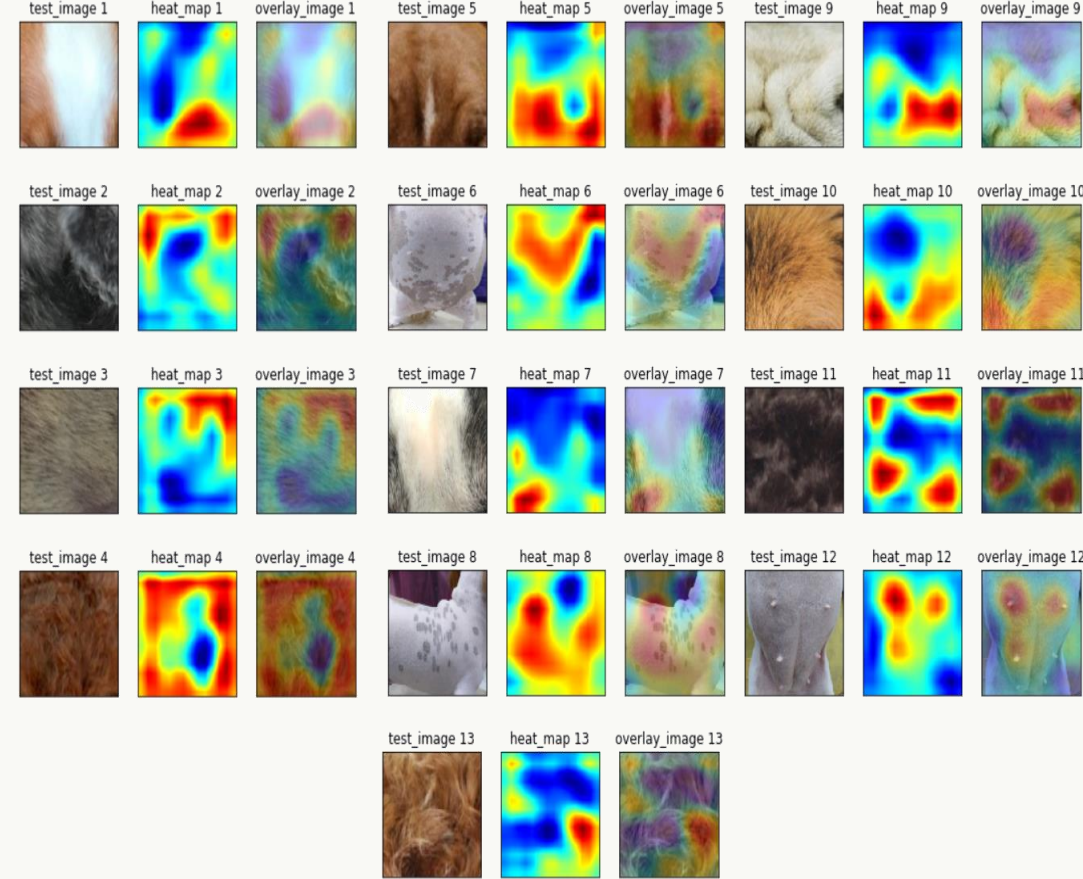 test_image 1 heat_map 1 overlay_image 1 test_image 5 heat_map 5 overlay_image 5 test_image 9 heat_map 9 overlay_image 9
test_image 2 heat_map 2 overlay_image 2 test_image 6 heat_map 6 overlay_image 6 test_image 10 heat_map 10 overlay_image 10
test_image 3 heat_map 3 overlay_image 3 test_image 7 heat_map 7 overlay_image 7 test_image 11 heat_map 11 overlay_image 11
test_image 4 heat_map 4 overlay_image 4 test_image 8 heat_map 8 overlay_image 8 test_image 12 heat_map 12 overlay_image 12
test_image 13 heat_map 13 overlay_image 13